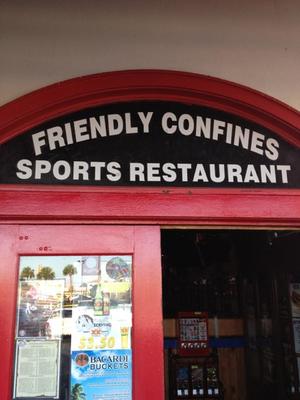 FRIENDLY CONFINES
SPORTS RESTAURANT
$3.50
BACARDI
BUCKETS